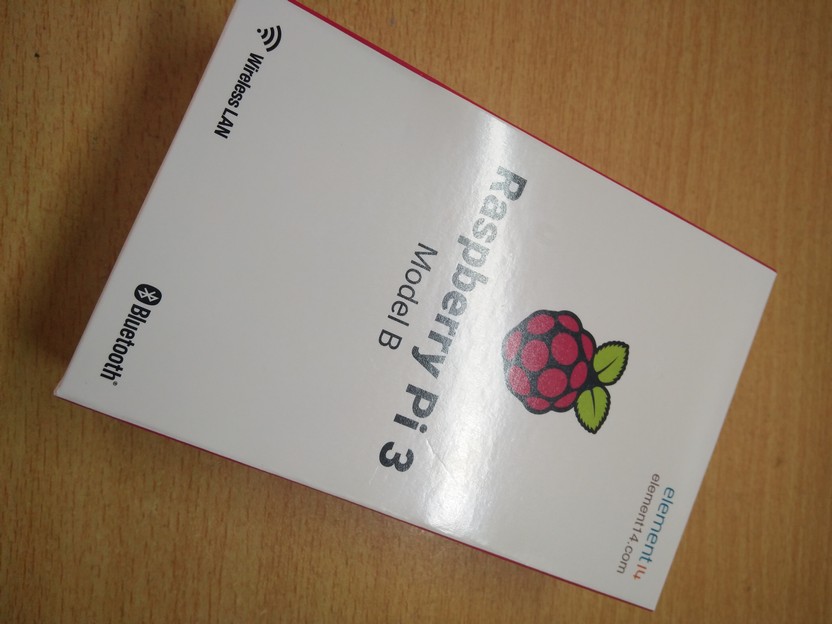 element14
element14.com
Raspberry Pi 3
Model B
Wireless LAN
Bluetooth®